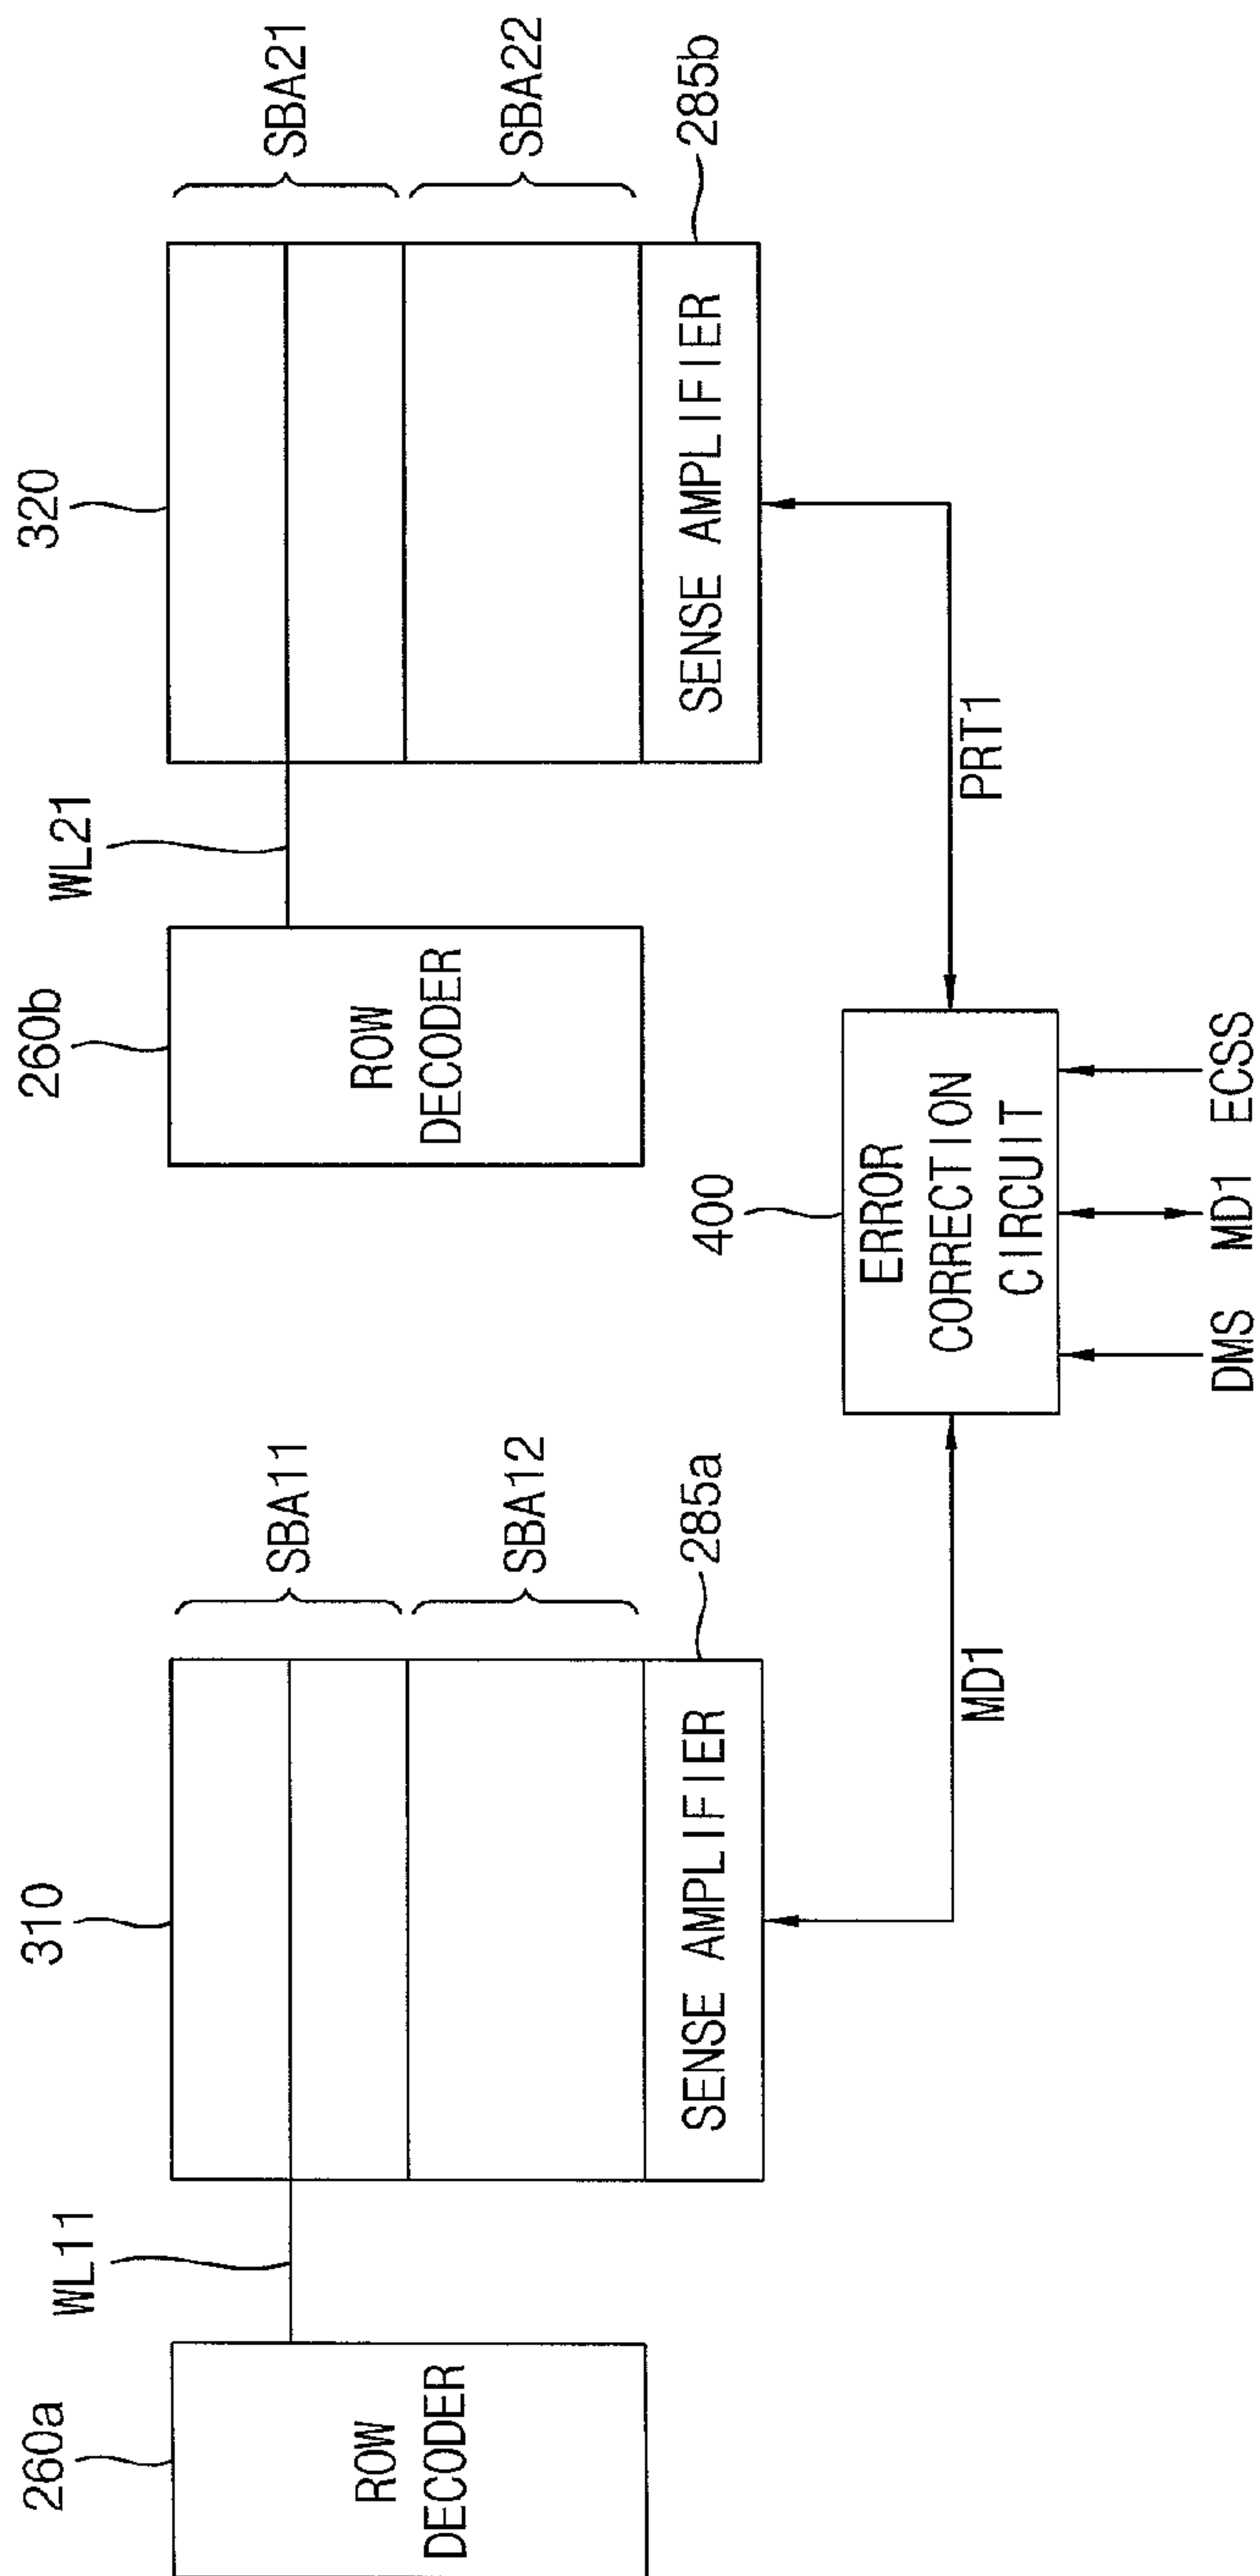 260a
WL11
310
260b
WL21
320
ROW
DECODER
SBA11
SBA12
ROW
DECODER
SBA21
SBA22
SENSE AMPLIFIER
285a
SENSE AMPLIFIER
285b
400
MD1
ERROR
CORRECTION
CIRCUIT
PRT1
DMS
MD1
ECSS